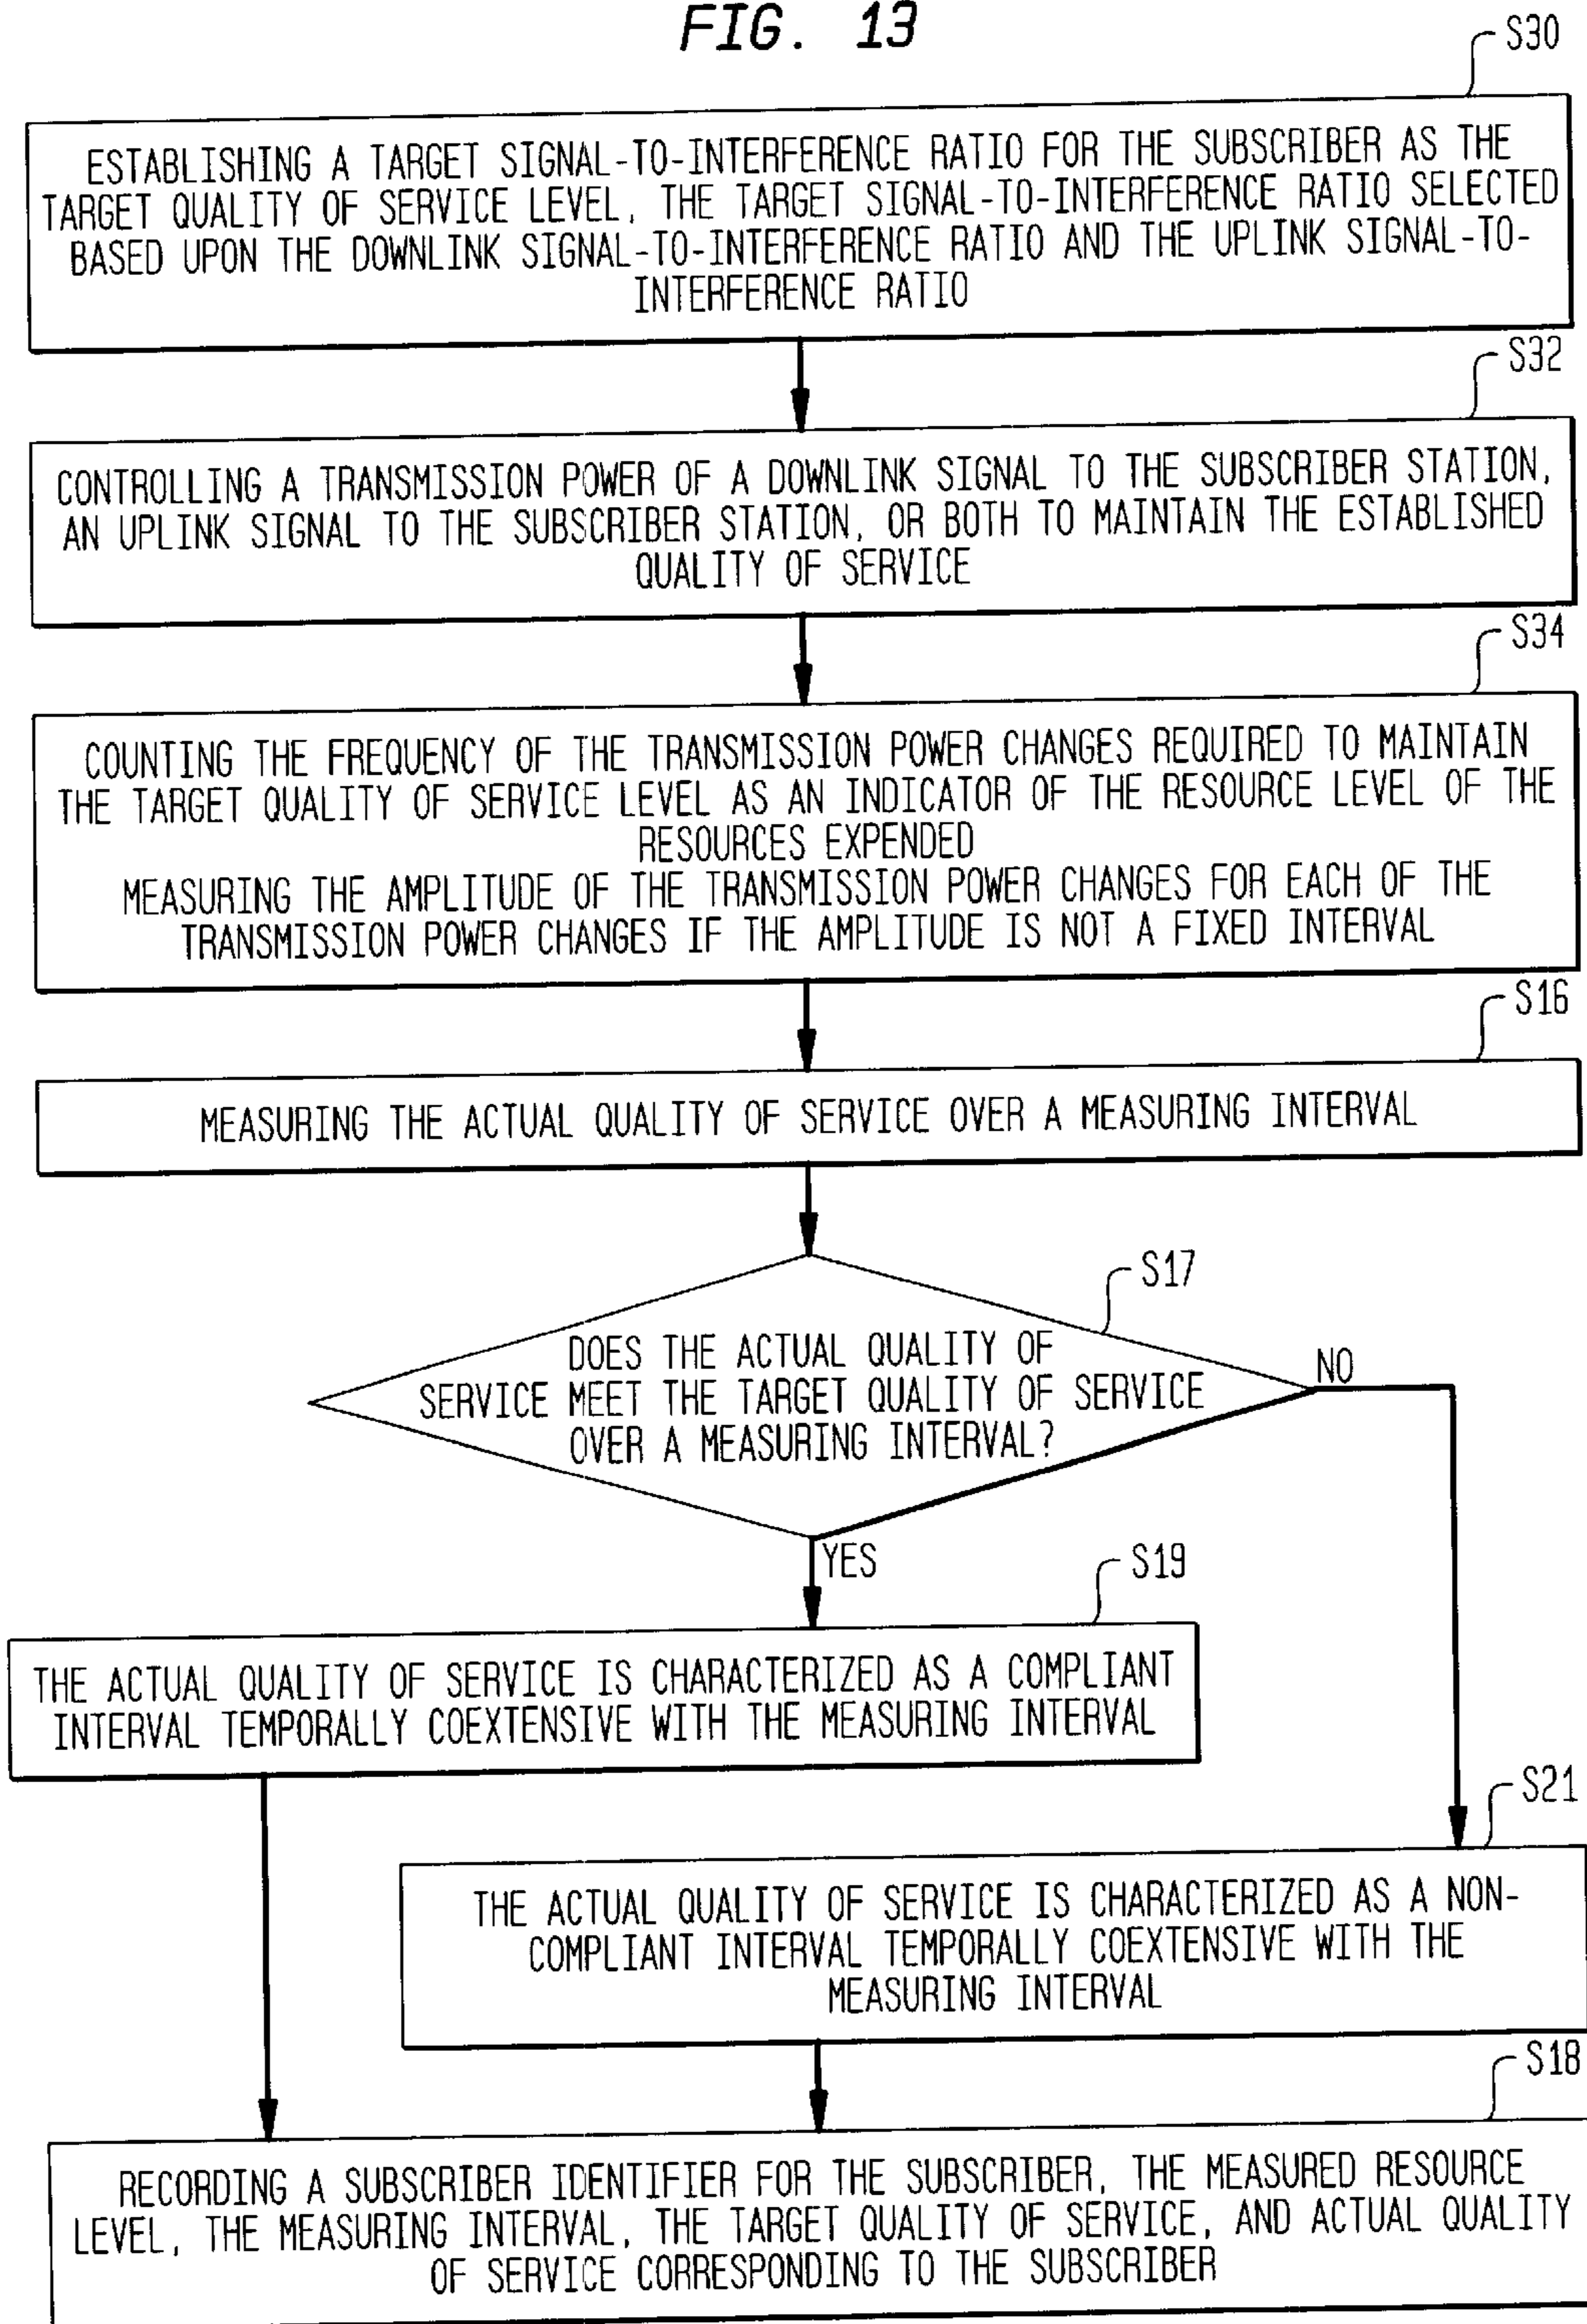 FIG. 13
S30
ESTABLISHING A TARGET SIGNAL-TO-INTERFERENCE RATIO FOR THE SUBSCRIBER AS THE
TARGET QUALITY OF SERVICE LEVEL, THE TARGET SIGNAL-TO-INTERFERENCE RATIO SELECTED
BASED UPON THE DOWNLINK SIGNAL-TO-INTERFERENCE RATIO AND THE UPLINK SIGNAL-TO-
INTERFERENCE RATIO
S32
CONTROLLING A TRANSMISSION POWER OF A DOWNLINK SIGNAL TO THE SUBSCRIBER STATION,
AN UPLINK SIGNAL TO THE SUBSCRIBER STATION, OR BOTH TO MAINTAIN THE ESTABLISHED
QUALITY OF SERVICE
S34
COUNTING THE FREQUENCY OF THE TRANSMISSION POWER CHANGES REQUIRED TO MAINTAIN
THE TARGET QUALITY OF SERVICE LEVEL AS AN INDICATOR OF THE RESOURCE LEVEL OF THE
RESOURCES EXPENDED
MEASURING THE AMPLITUDE OF THE TRANSMISSION POWER CHANGES FOR EACH OF THE
TRANSMISSION POWER CHANGES IF THE AMPLITUDE IS NOT A FIXED INTERVAL
S16
MEASURING THE ACTUAL QUALITY OF SERVICE OVER A MEASURING INTERVAL
S17
DOES THE ACTUAL QUALITY OF
SERVICE MEET THE TARGET QUALITY OF SERVICE
OVER A MEASURING INTERVAL?
NO
YES
S19
THE ACTUAL QUALITY OF SERVICE IS CHARACTERIZED AS A COMPLIANT
INTERVAL TEMPORALLY COEXTENSIVE WITH THE MEASURING INTERVAL
S21
THE ACTUAL QUALITY OF SERVICE IS CHARACTERIZED AS A NON-
COMPLIANT INTERVAL TEMPORALLY COEXTENSIVE WITH THE
MEASURING INTERVAL
S18
RECORDING A SUBSCRIBER IDENTIFIER FOR THE SUBSCRIBER, THE MEASURED RESOURCE
LEVEL, THE MEASURING INTERVAL, THE TARGET QUALITY OF SERVICE, AND ACTUAL QUALITY
OF SERVICE CORRESPONDING TO THE SUBSCRIBER